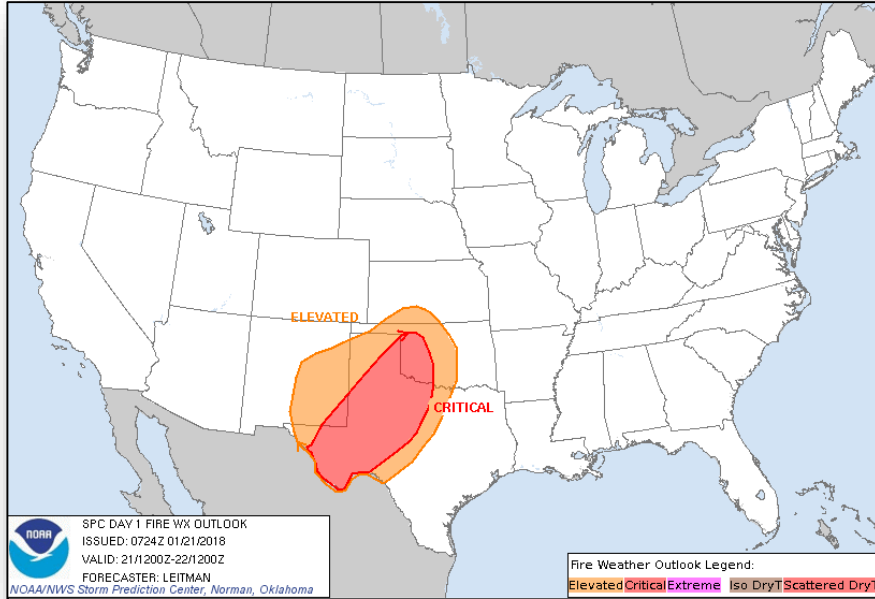 ELEVATED
CRITICAL
NOAA
SPC DAY 1 FIRE WX OUTLOOK
ISSUED: 0724Z 01/21/2018
VALID: 21/1200Z-22/1200Z
FORECASTER: LEITMAN
NOAA/NWS Storm Prediction Center, Norman, Oklahoma
Fire Weather Outlook Legend:
Elevated Critical Extreme Iso DryT Scattered DryT